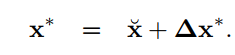 x* = x̆ + Δx*.